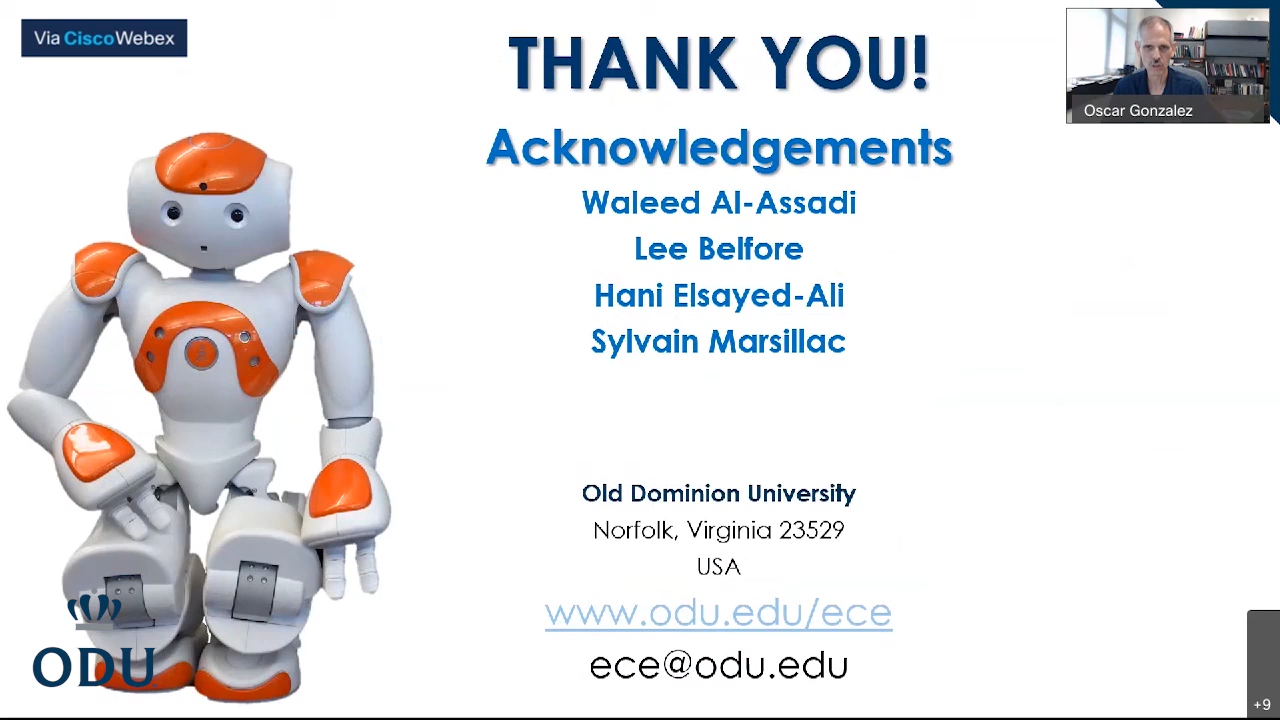 Via CiscoWebex
THANK YOU!
Oscar Gonzalez
Acknowledgements
Waleed Al-Assadi
Lee Belfore
Hani Elsayed-Ali
Sylvain Marsillac
Old Dominion University
Norfolk, Virginia 23529
USA
www.odu.edu/ece
ece@odu.edu
ODU
+9